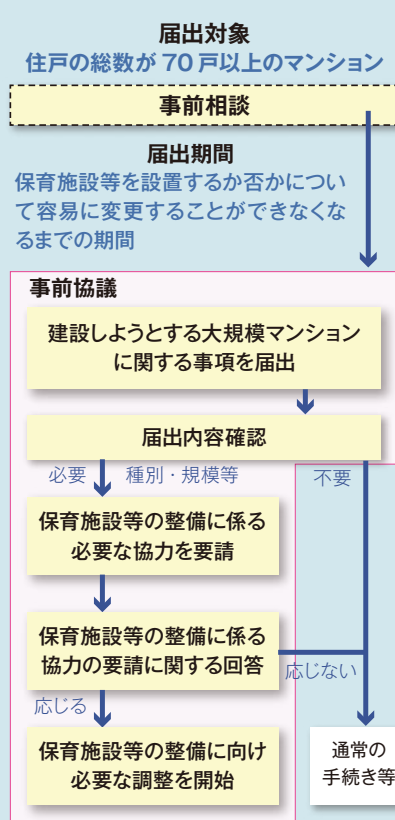 届出対象
住戸の総数が70戸以上のマンション
事前相談
届出期間
保育施設等を設置するか否かについ
て容易に変更することができなくな
るまでの期間
事前協議
建設しようとする大規模マンション
に関する事項を届出
届出内容確認
必要 種別・規模等
不要
保育施設等の整備に係る
必要な協力を要請
保育施設等の整備に係る
協力の要請に関する回答
応じない
応じる
保育施設等の整備に向け
必要な調整を開始
通常の
手続き等